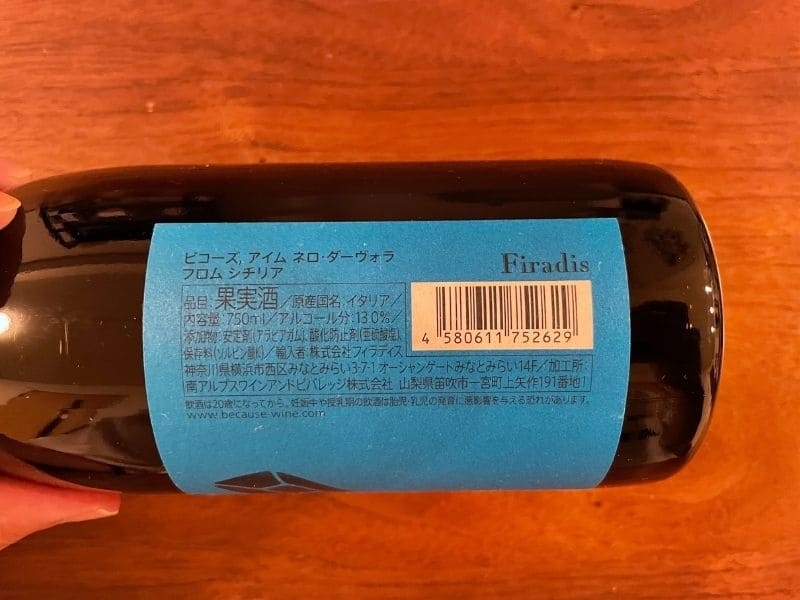 ビコーズ, アイム ネロ・ダーヴォラ
フロム シチリア
Firadis
品目:果実酒／原産国名:イタリア／
内容量:750ml／アルコール分:13.0%／
添加物:安定剤(アラビアガム)、酸化防止剤(亜硫酸塩)、
保存料(ソルビン酸K)／輸入者:株式会社フィラディス
神奈川県横浜市西区みなとみらい3-7-1 オーシャンゲートみなとみらい14F／加工所:
南アルプスワインアンドビバレッジ株式会社 山梨県笛吹市一宮町上矢作191番地1
4 580611 752629
飲酒は20歳になってから。妊娠中や授乳期の飲酒は胎児・乳児の発育に悪影響を与える恐れがあります。
www.because-wine.com